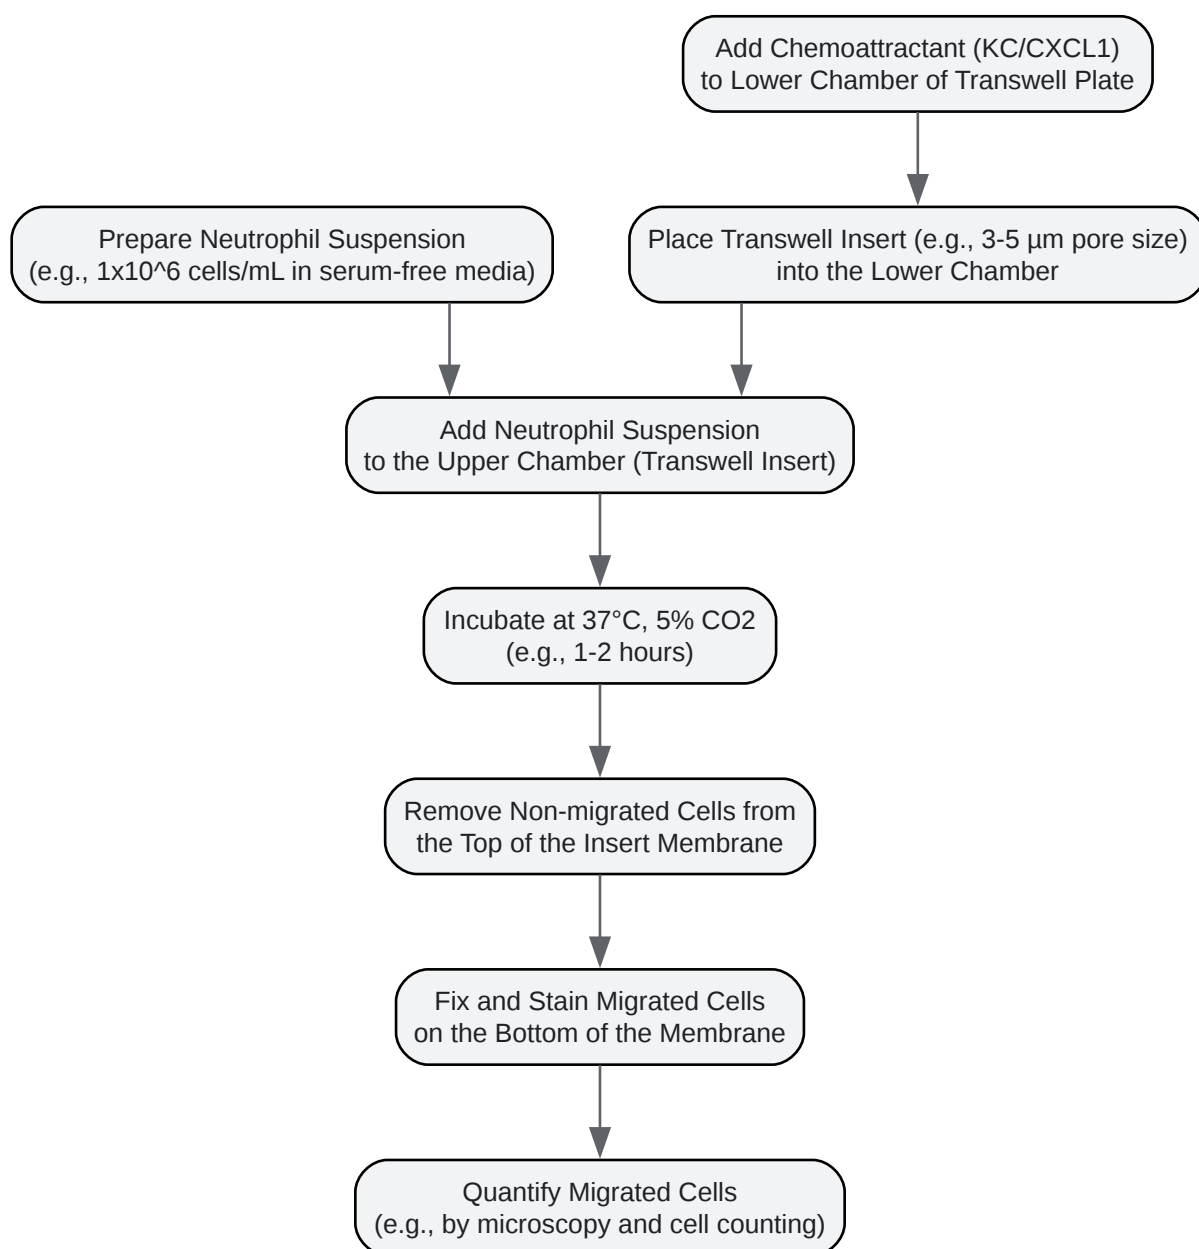 Add Chemoattractant (KC/CXCL1)
to Lower Chamber of Transwell Plate
Prepare Neutrophil Suspension
(e.g., 1x10^6 cells/mL in serum-free media)
Place Transwell Insert (e.g., 3-5 µm pore size)
into the Lower Chamber
Add Neutrophil Suspension
to the Upper Chamber (Transwell Insert)
Incubate at 37°C, 5% CO2
(e.g., 1-2 hours)
Remove Non-migrated Cells from
the Top of the Insert Membrane
Fix and Stain Migrated Cells
on the Bottom of the Membrane
Quantify Migrated Cells
(e.g., by microscopy and cell counting)